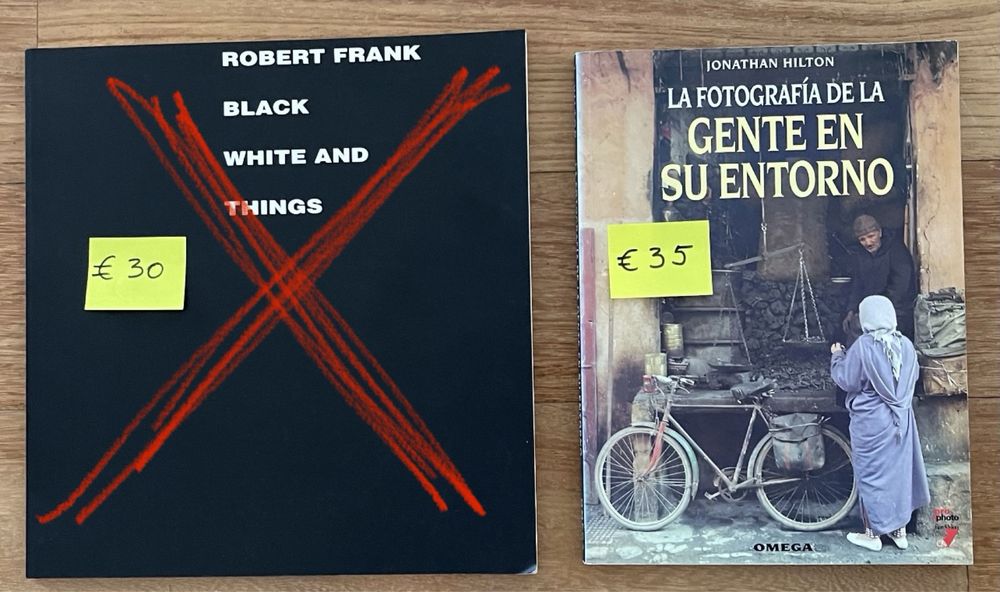 ROBERT FRANK
BLACK
WHITE AND
THINGS
€ 30
JONATHAN HILTON
LA FOTOGRAFÍA DE LA
GENTE EN
SU ENTORNO
€ 35
OMEGA
pro
photo